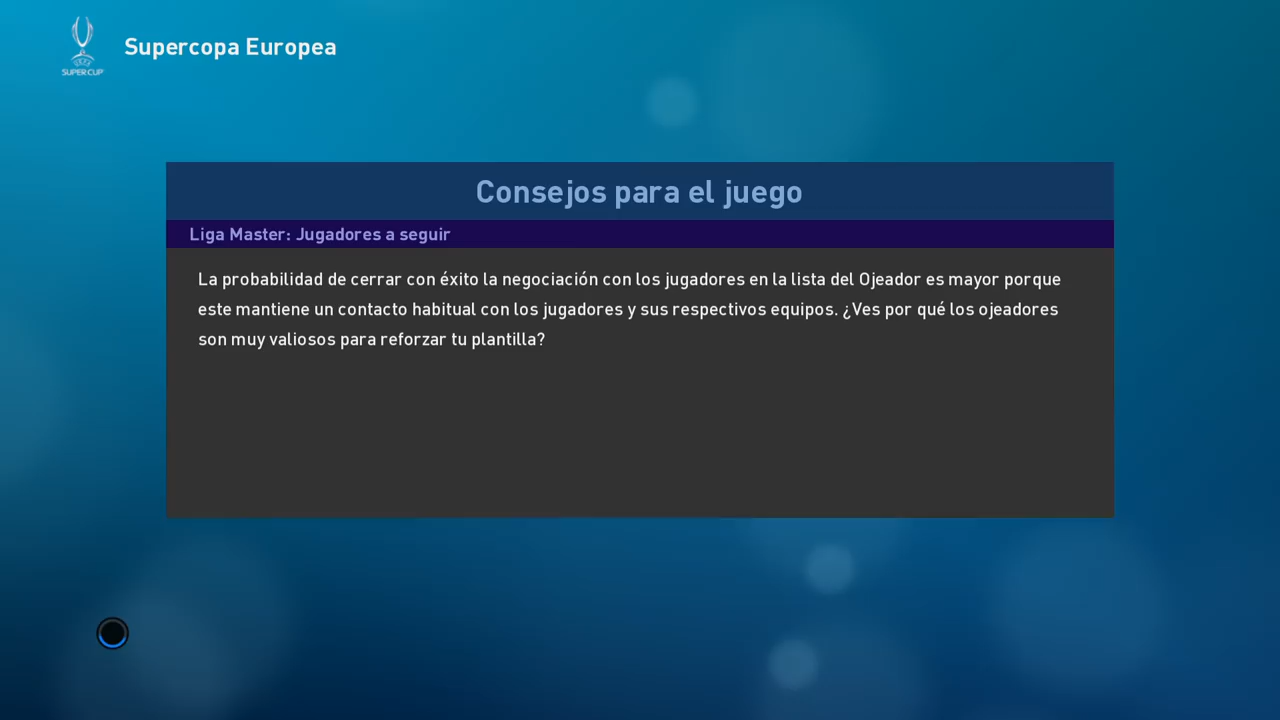 SUPERCUP
Supercopa Europea
Consejos para el juego
Liga Master: Jugadores a seguir
La probabilidad de cerrar con éxito la negociación con los jugadores en la lista del Ojeador es mayor porque
este mantiene un contacto habitual con los jugadores y sus respectivos equipos. ¿Ves por qué los ojeadores
son muy valiosos para reforzar tu plantilla?